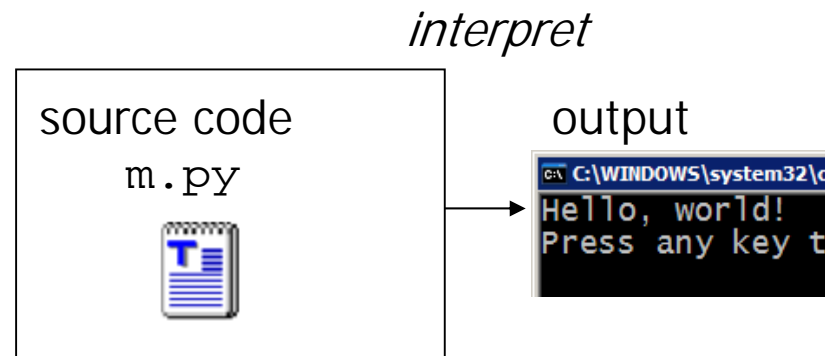 interpret
source code
m.py
T
output
C:\WINDOWS\system32\c
Hello, world!
Press any key t